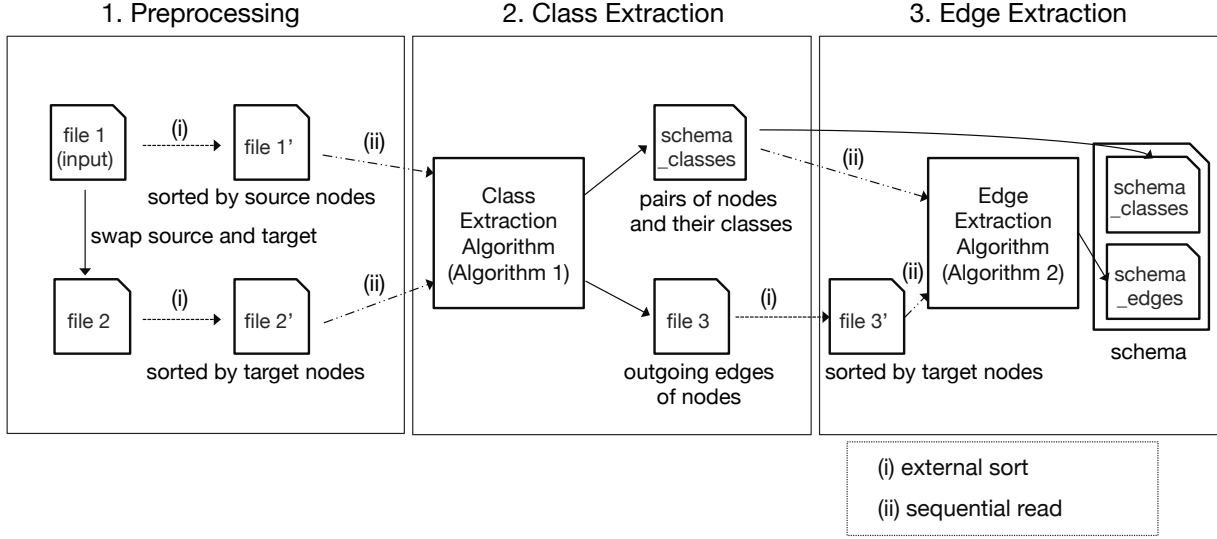 1. Preprocessing
2. Class Extraction
3. Edge Extraction
file 1
(input)
(i)
file 1’
(ii)
sorted by source nodes
swap source and target
file 2
(i)
file 2’
(ii)
sorted by target nodes
Class
Extraction
Algorithm
(Algorithm 1)
schema
_classes
pairs of nodes
and their classes
(ii)
file 3
outgoing edges
of nodes
(i)
file 3’
sorted by target nodes
(ii)
Edge
Extraction
Algorithm
(Algorithm 2)
schema
_classes
schema
_edges
schema
(i) external sort
(ii) sequential read